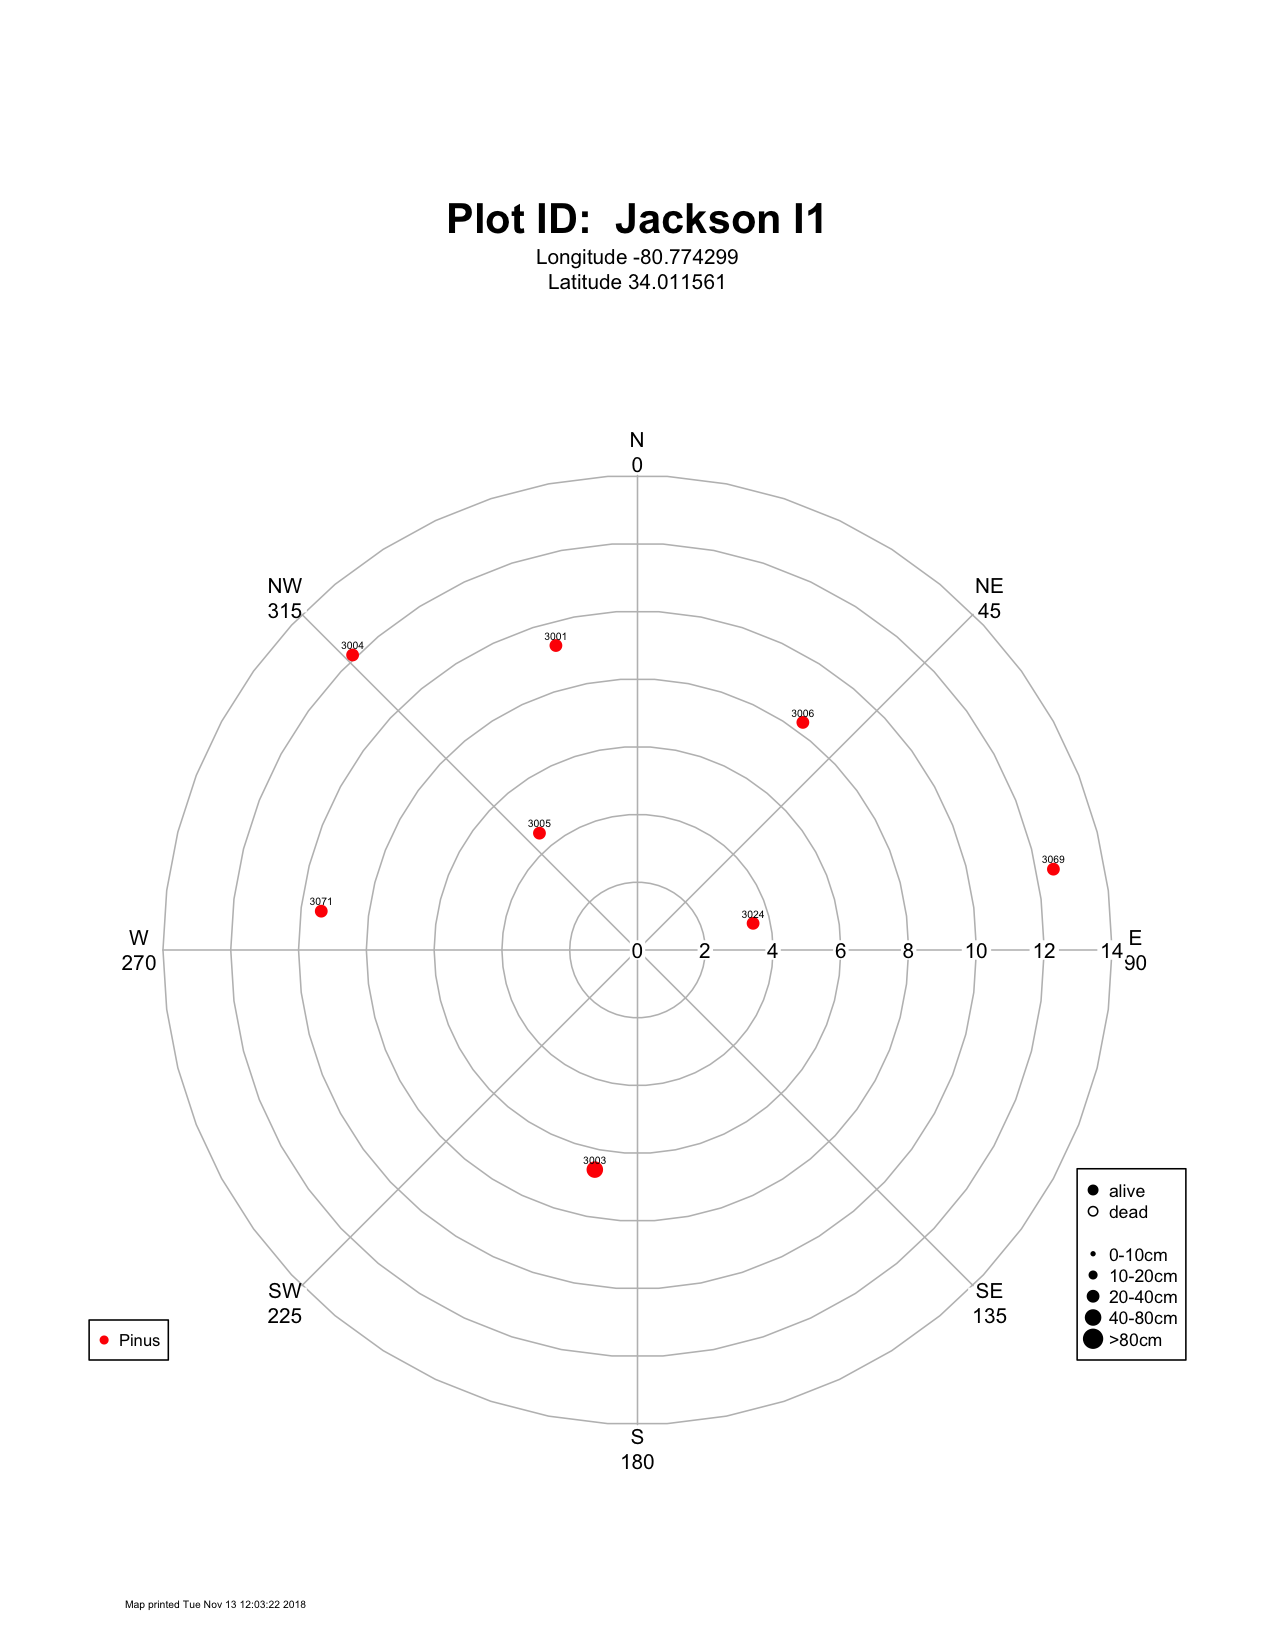 Plot ID:  Jackson I1
Longitude -80.774299
Latitude 34.011561
N
0
NW
315
NE
45
3004
3001
3006
3005
3069
3071
3024
W
270
0 2 4 6 8 10 12 14
E
90
3003
alive
dead
0-10cm
10-20cm
20-40cm
40-80cm
>80cm
SW
225
SE
135
Pinus
S
180
Map printed Tue Nov 13 12:03:22 2018